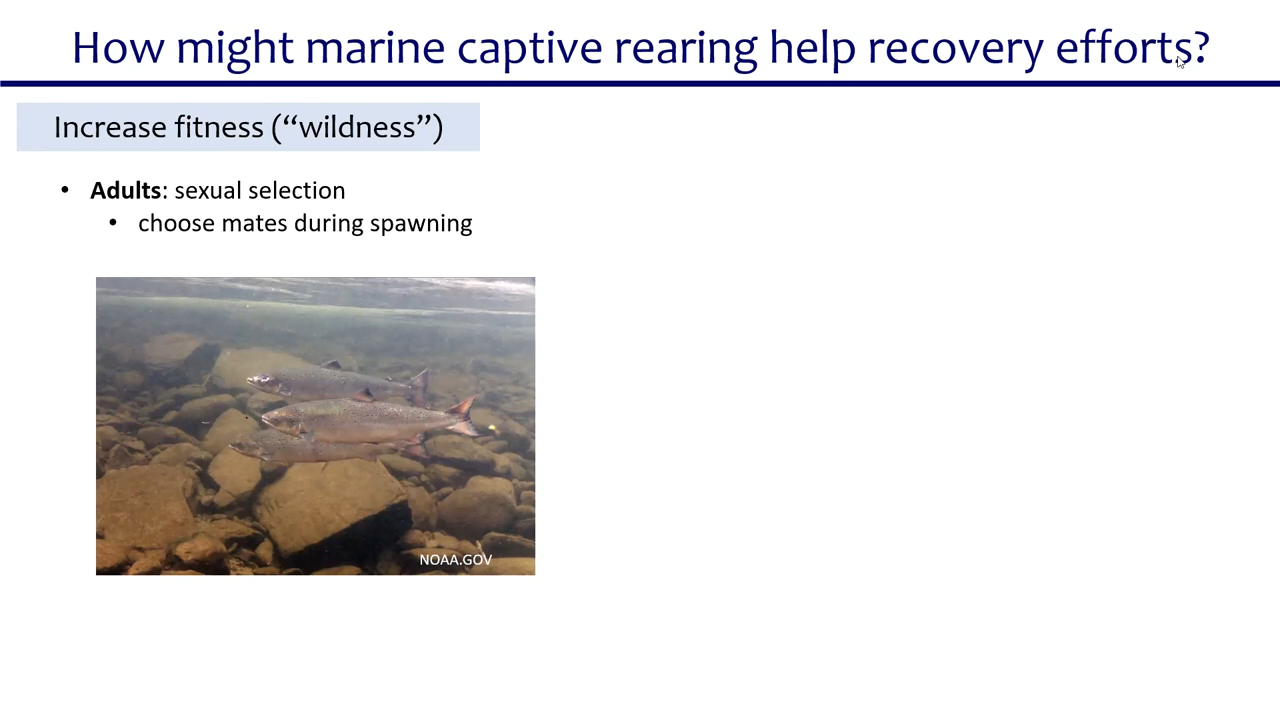 How might marine captive rearing help recovery efforts?
Increase fitness (“wildness”)
• Adults: sexual selection
• choose mates during spawning
NOAA.GOV